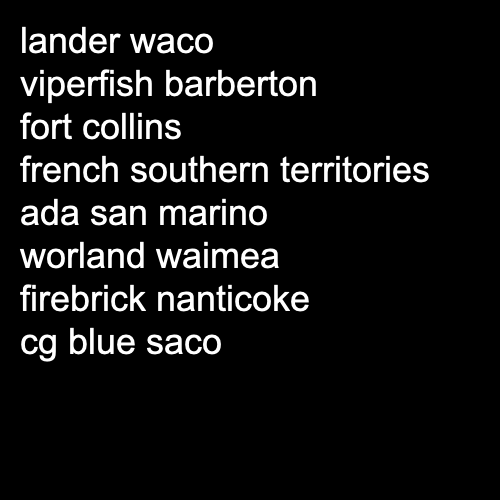 lander waco
viperfish barberton
fort collins
french southern territories
ada san marino
worland waimea
firebrick nanticoke
cg blue saco